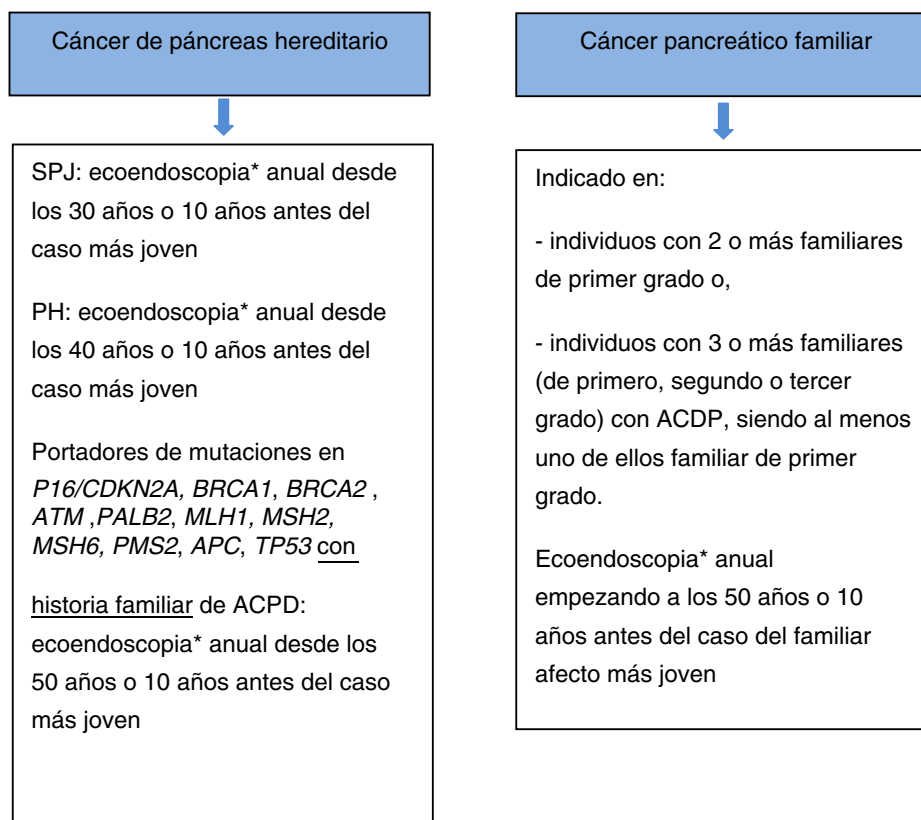 Cáncer de páncreas hereditario
SPJ: ecoendoscopia* anual desde
los 30 años o 10 años antes del
caso más joven
PH: ecoendoscopia* anual desde
los 40 años o 10 años antes del
caso más joven
Portadores de mutaciones en
P16/CDKN2A, BRCA1, BRCA2 ,
ATM ,PALB2, MLH1, MSH2,
MSH6, PMS2, APC, TP53 con
historia familiar de ACPD:
ecoendoscopia* anual desde los
50 años o 10 años antes del caso
más joven
Cáncer pancreático familiar
Indicado en:
- individuos con 2 o más familiares
de primer grado o,
- individuos con 3 o más familiares
(de primero, segundo o tercer
grado) con ACDP, siendo al menos
uno de ellos familiar de primer
grado.
Ecoendoscopia* anual
empezando a los 50 años o 10
años antes del caso del familiar
afecto más joven